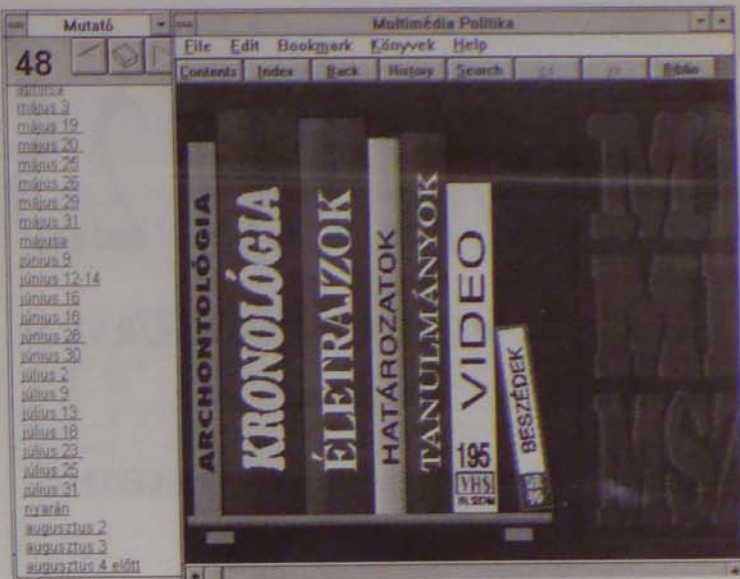 Mutató
48
április
május 3
május 19
május 20
május 25
május 26
május 29
május 31
májusa
június 9
június 12-14
június 16
június 18
június 28
június 30
július 2
július 9
július 13
július 18
július 23
július 25
július 31
nyarán
augusztus 2
augusztus 3
augusztus 4 előtt
Multimédia Politika
File Edit Bookmark Könyvek Help
Contents Index Back History Search << >> Biblio
ARCHONTOLÓGIA
KRONOLÓGIA
ÉLETRAJZOK
HATÁROZATOK
TANULMÁNYOK
VIDEO
195
VHS
BESZÉDEK